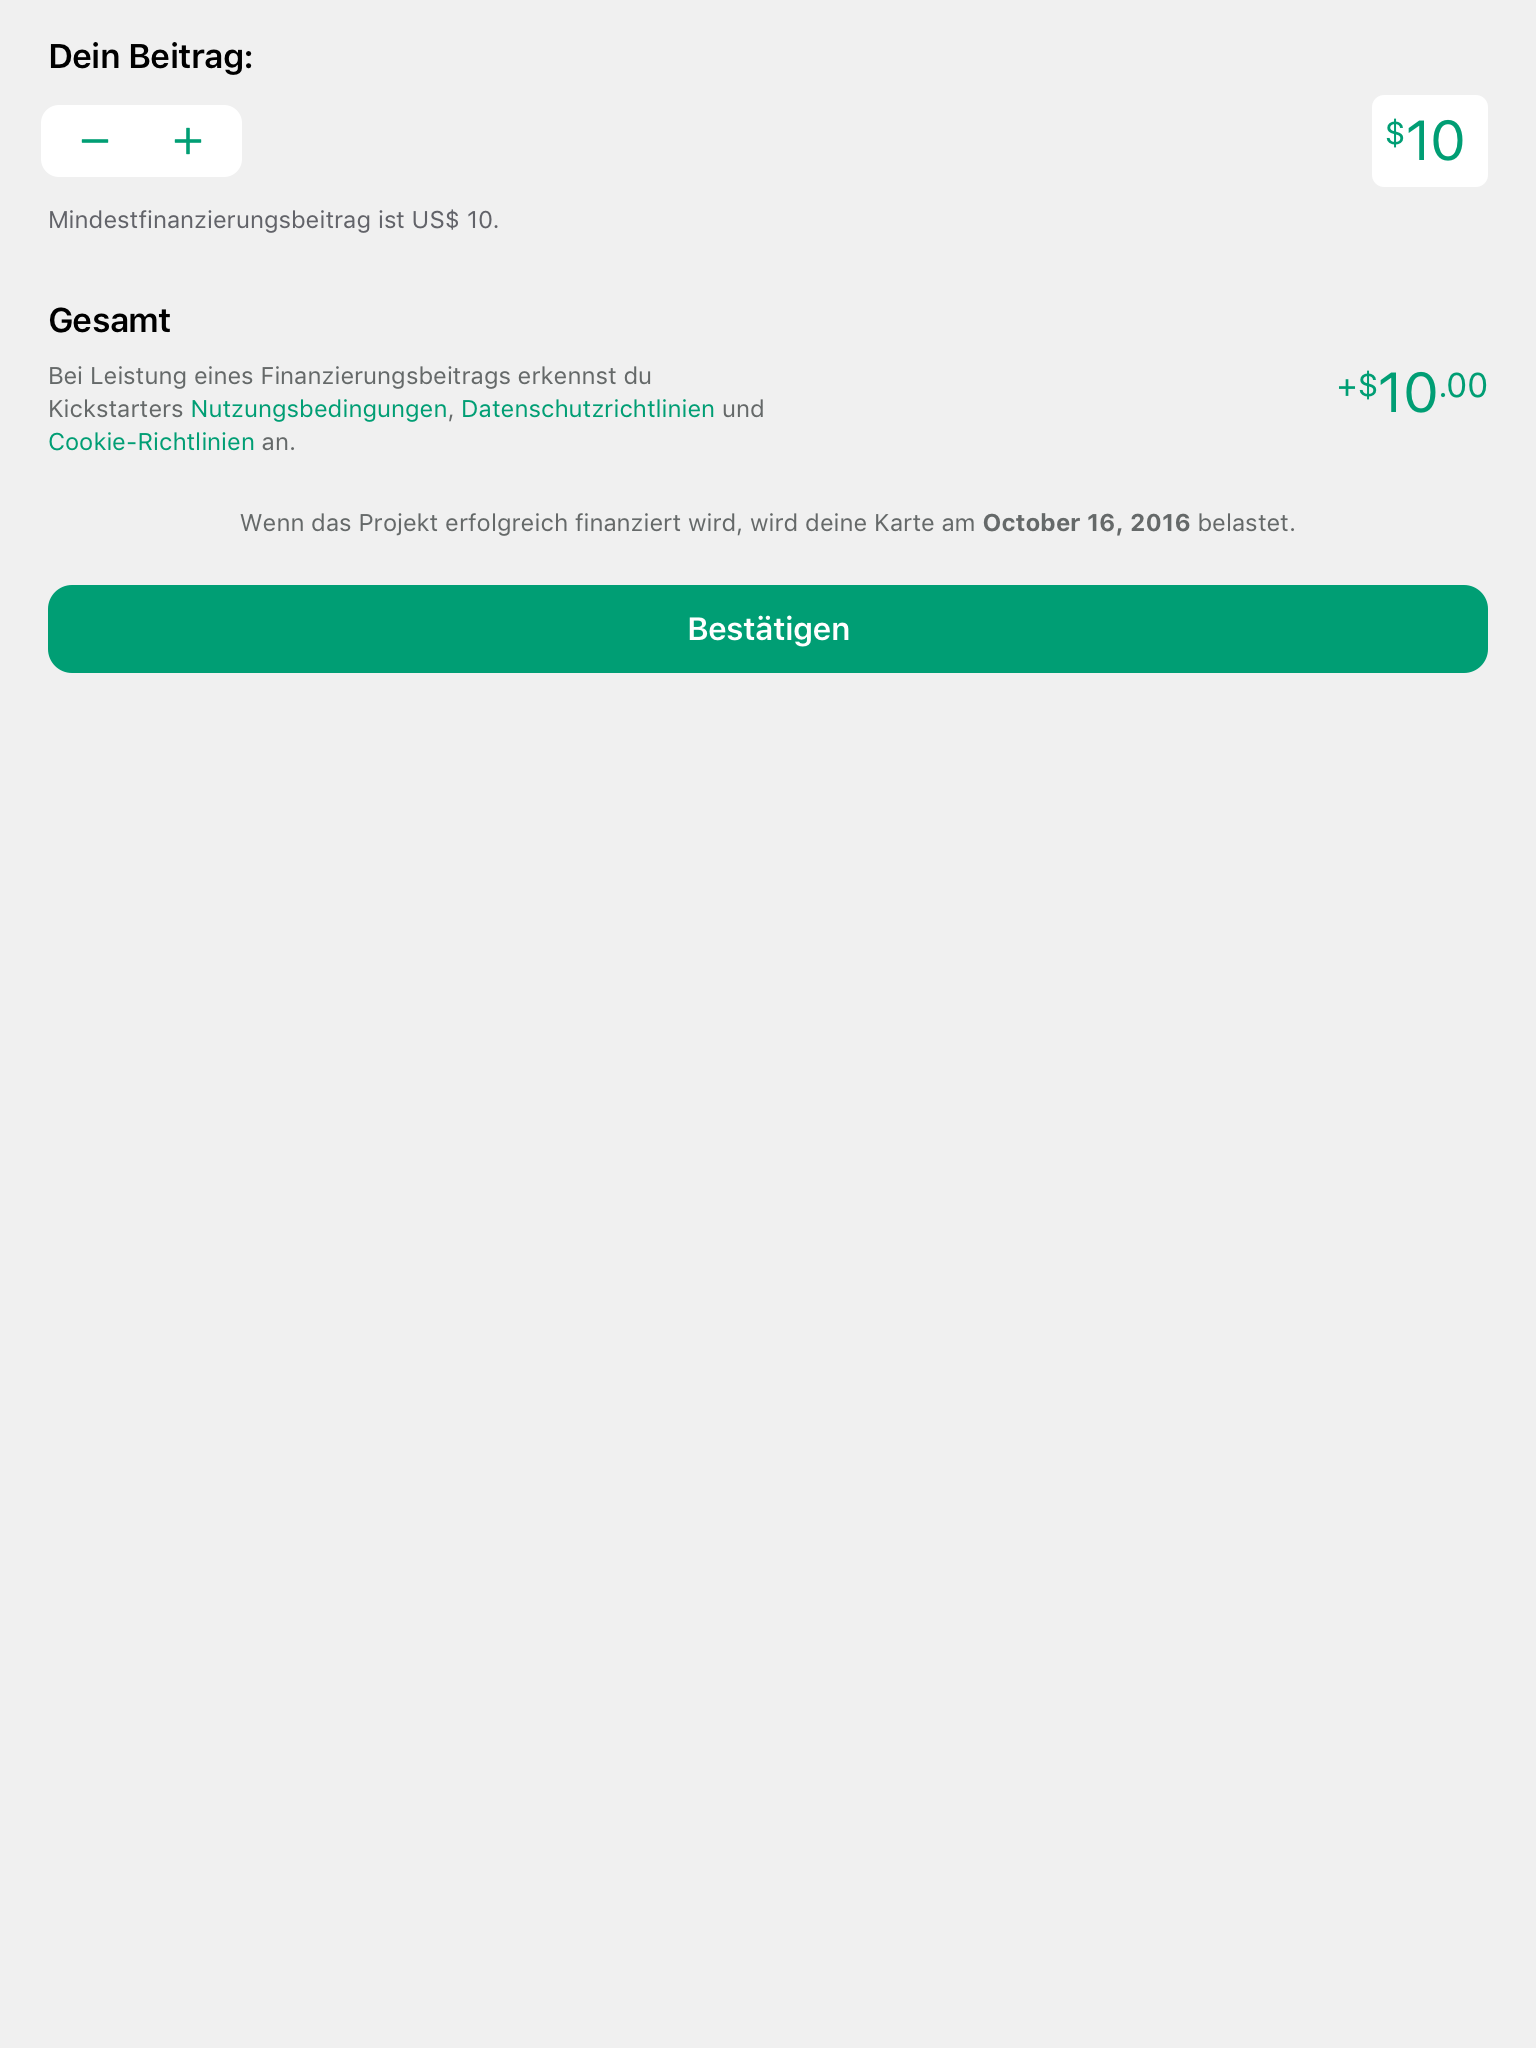 Dein Beitrag:
− +
$10
Mindestfinanzierungsbeitrag ist US$ 10.
Gesamt
Bei Leistung eines Finanzierungsbeitrags erkennst du
Kickstarters Nutzungsbedingungen, Datenschutzrichtlinien und
Cookie-Richtlinien an.
+$10.00
Wenn das Projekt erfolgreich finanziert wird, wird deine Karte am October 16, 2016 belastet.
Bestätigen